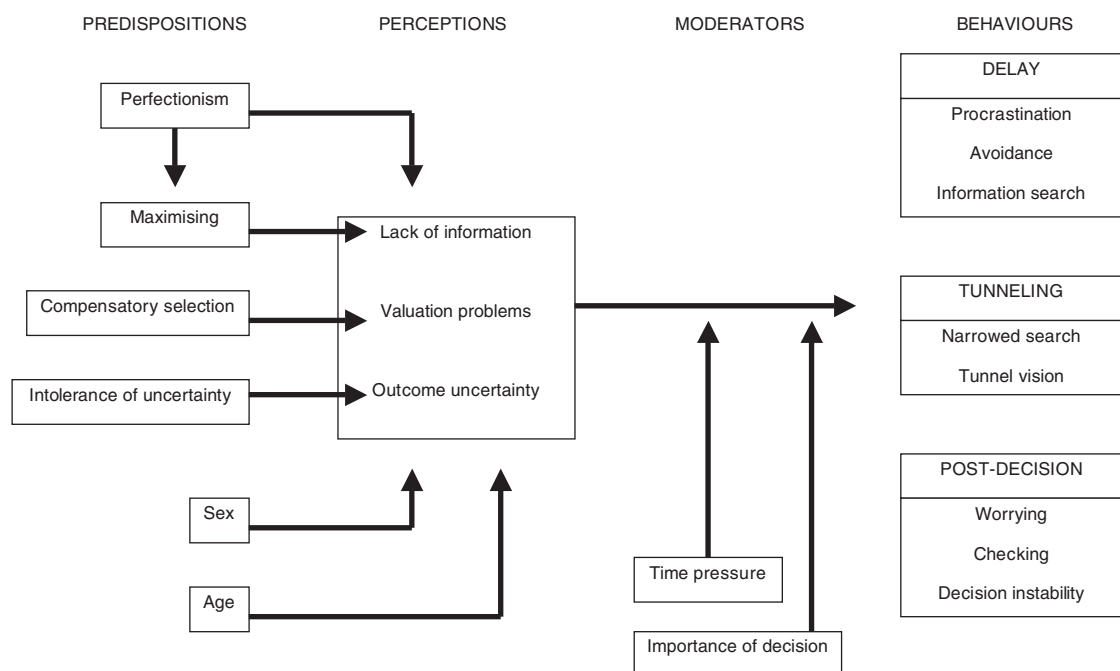 PREDISPOSITIONS
PERCEPTIONS
MODERATORS
BEHAVIOURS
Perfectionism
Maximising
Compensatory selection
Intolerance of uncertainty
Sex
Age
Lack of information
Valuation problems
Outcome uncertainty
Time pressure
Importance of decision
DELAY
Procrastination
Avoidance
Information search
TUNNELING
Narrowed search
Tunnel vision
POST-DECISION
Worrying
Checking
Decision instability